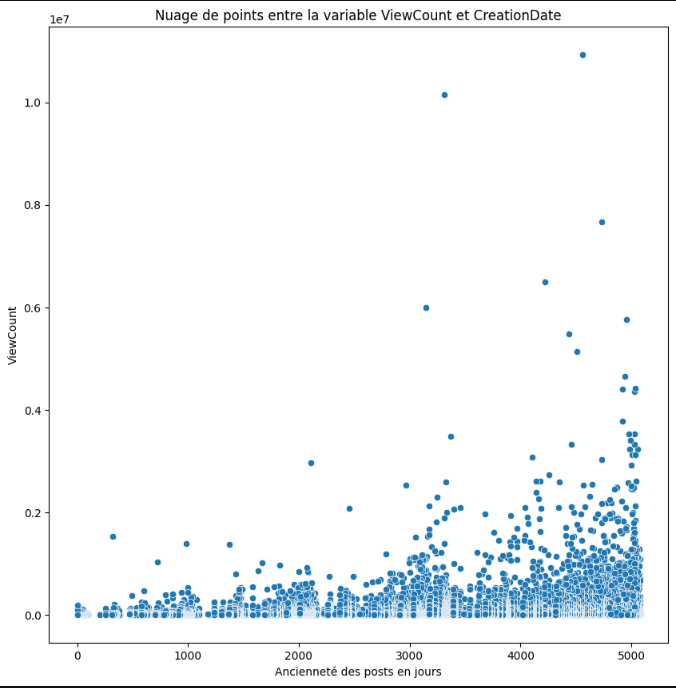 Nuage de points entre la variable ViewCount et CreationDate
1e7
1.0
0.8
0.6
0.4
0.2
0.0
ViewCount
0 1000 2000 3000 4000 5000
Ancienneté des posts en jours